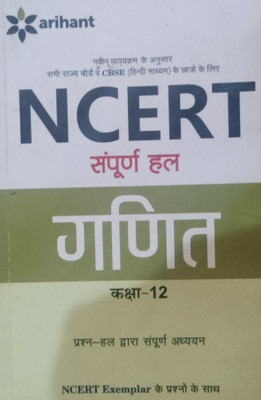 arihant
नवीन पाठ्यक्रम के अनुसार
सभी राज्य बोर्ड व CBSE (हिन्दी माध्यम) के छात्रों के लिए
NCERT
संपूर्ण हल
गणित
कक्षा-12
प्रश्न-हल द्वारा संपूर्ण अध्ययन
NCERT Exemplar के प्रश्नों के साथ